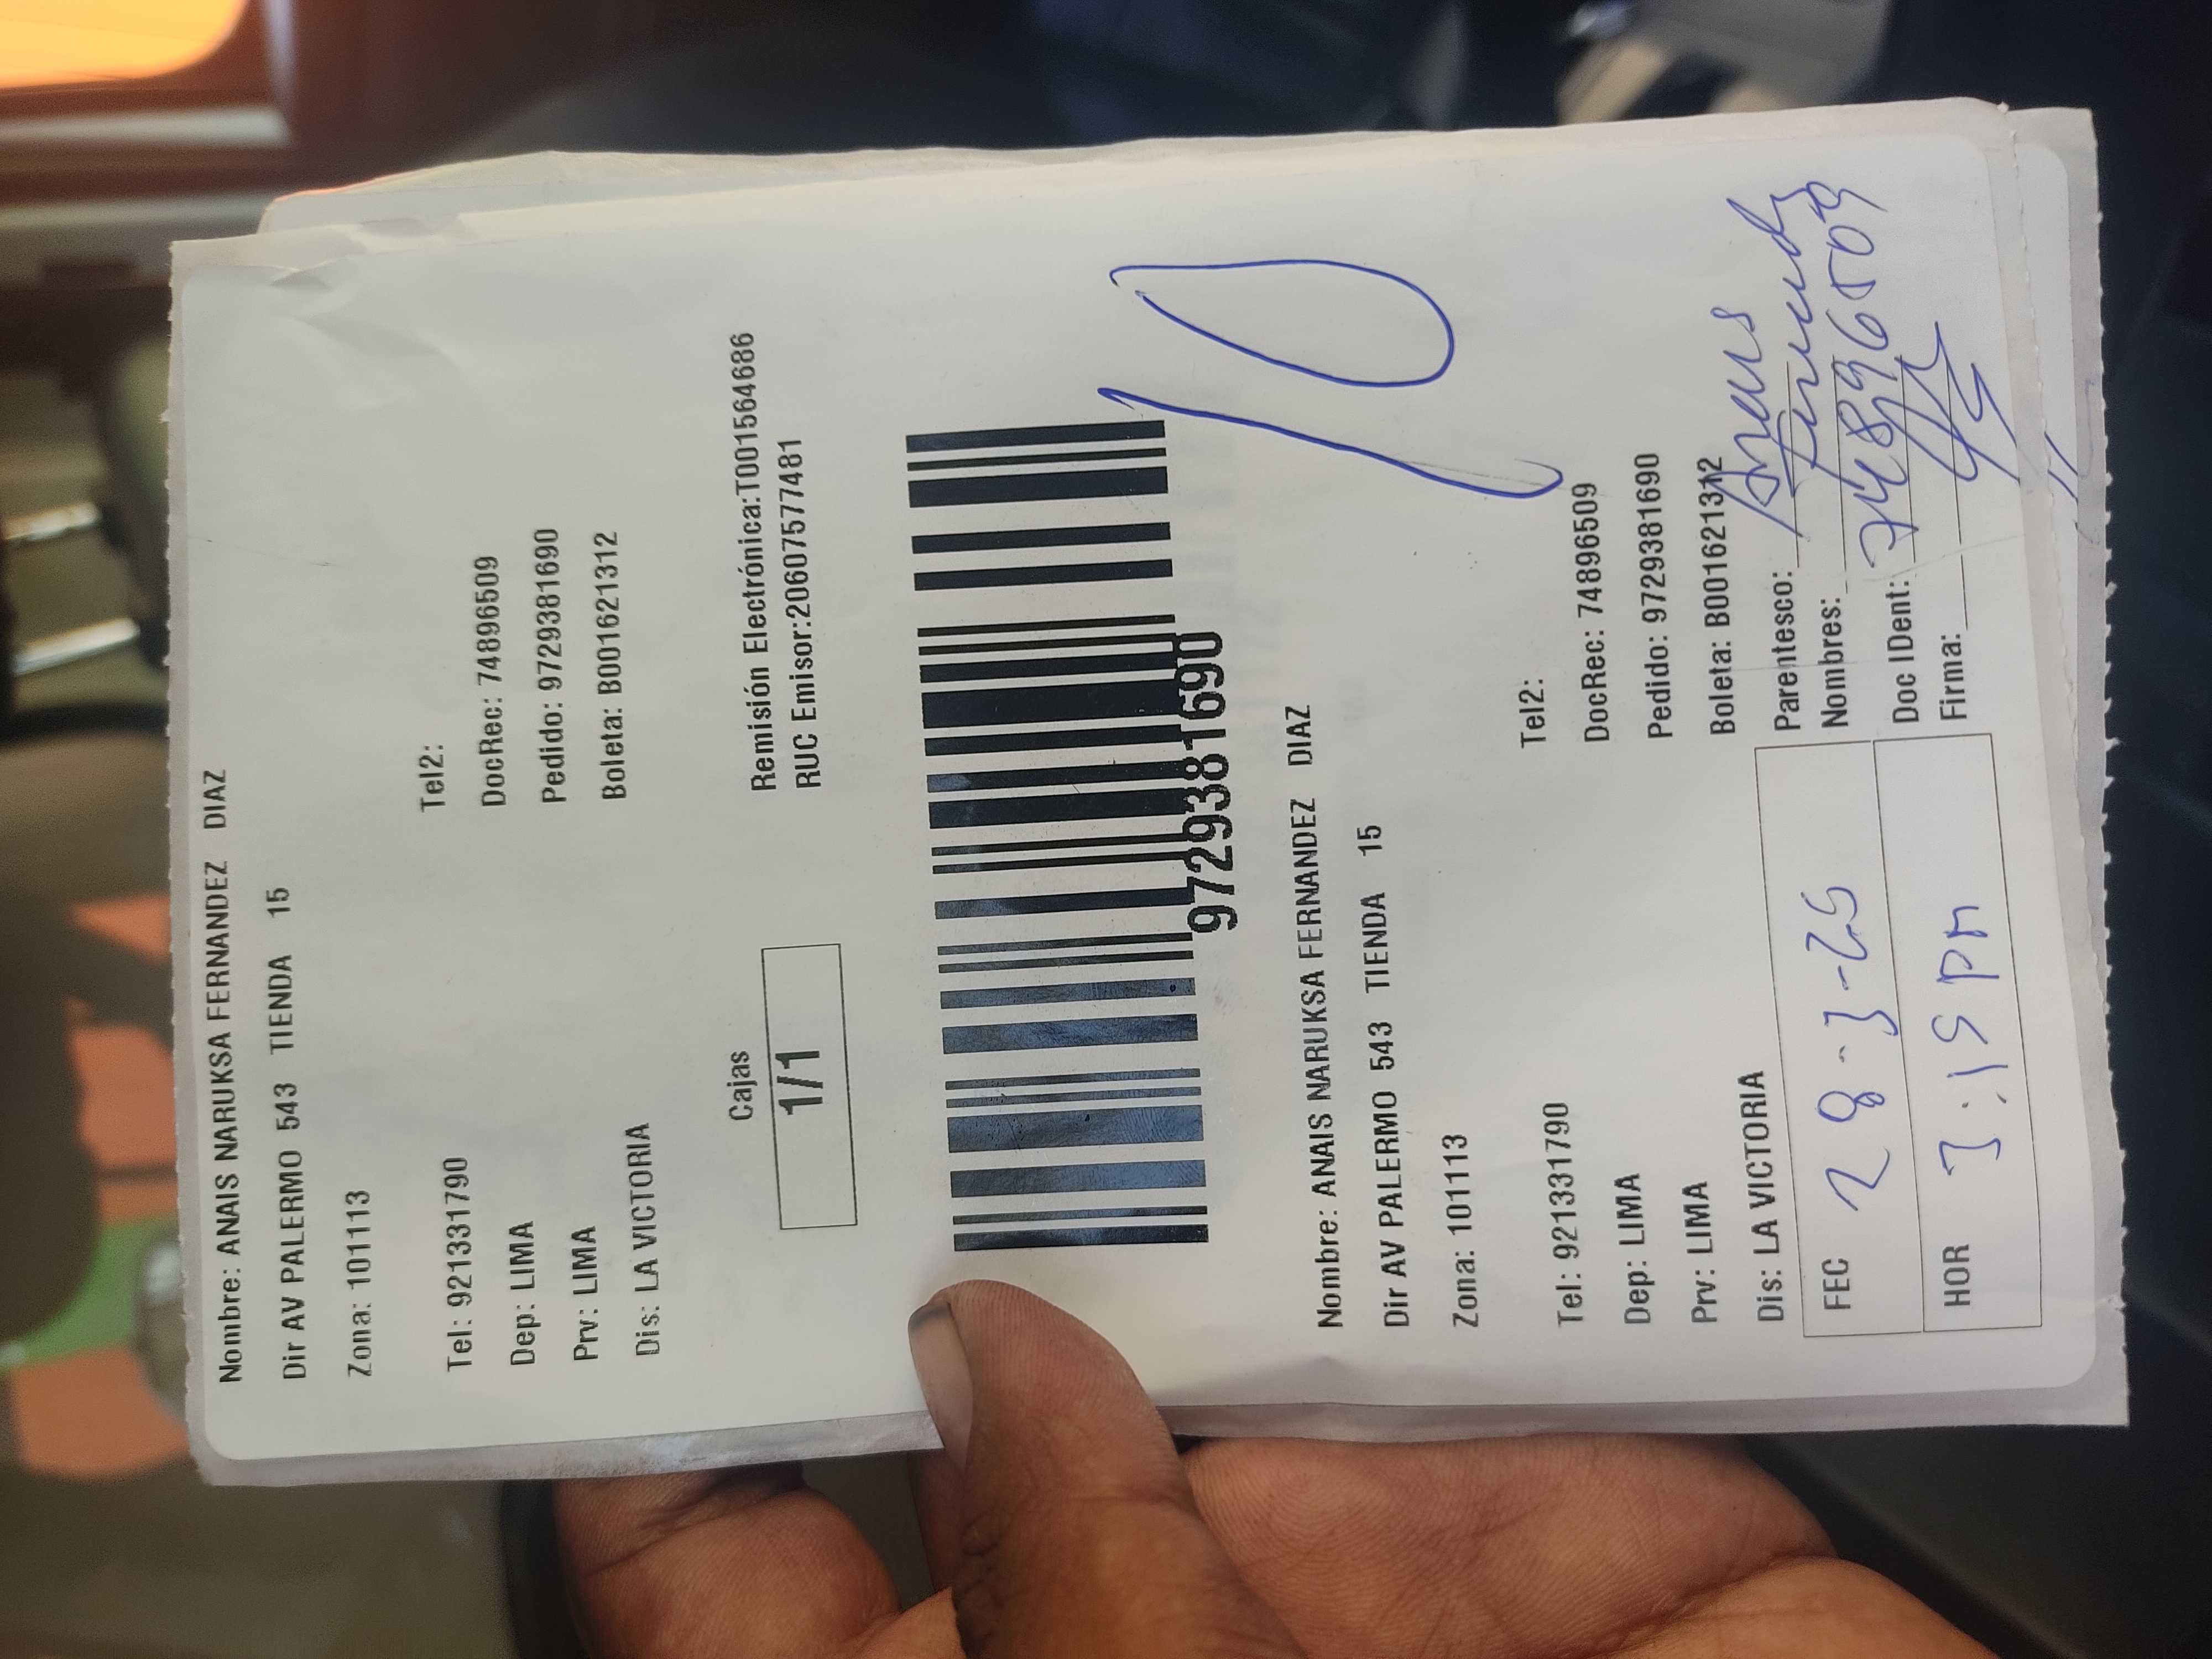 Nombre: ANAIS NARUKSA FERNANDEZ DIAZ
Dir AV PALERMO 543 TIENDA 15
Zona: 101113
Tel: 921331790 Tel2:
Dep: LIMA DocRec: 74896509
Prv: LIMA Pedido: 9729381690
Dis: LA VICTORIA Boleta: B001621312
Cajas
1/1
Remisión Electrónica:T001564686
RUC Emisor:20607577481
9729381690
10
Nombre: ANAIS NARUKSA FERNANDEZ DIAZ
Dir AV PALERMO 543 TIENDA 15
Zona: 101113
Tel: 921331790 Tel2:
Dep: LIMA DocRec: 74896509
Prv: LIMA Pedido: 9729381690
Dis: LA VICTORIA Boleta: B001621312
FEC 28-3-25
HOR 3:15 PM
Parentesco: Anais
Nombres:
Doc IDent: 74896509
Firma: